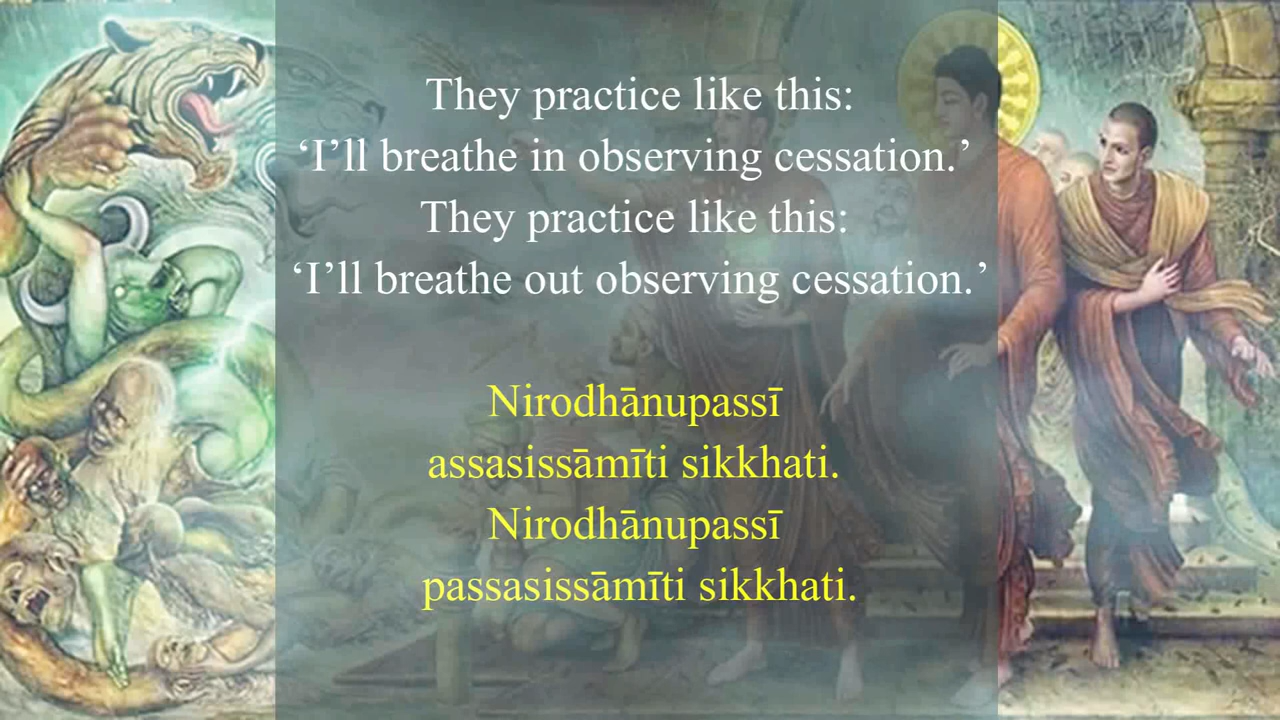 They practice like this:
‘I’ll breathe in observing cessation.’
They practice like this:
‘I’ll breathe out observing cessation.’
Nirodhānupassī
assasissāmīti sikkhati.
Nirodhānupassī
passasissāmīti sikkhati.